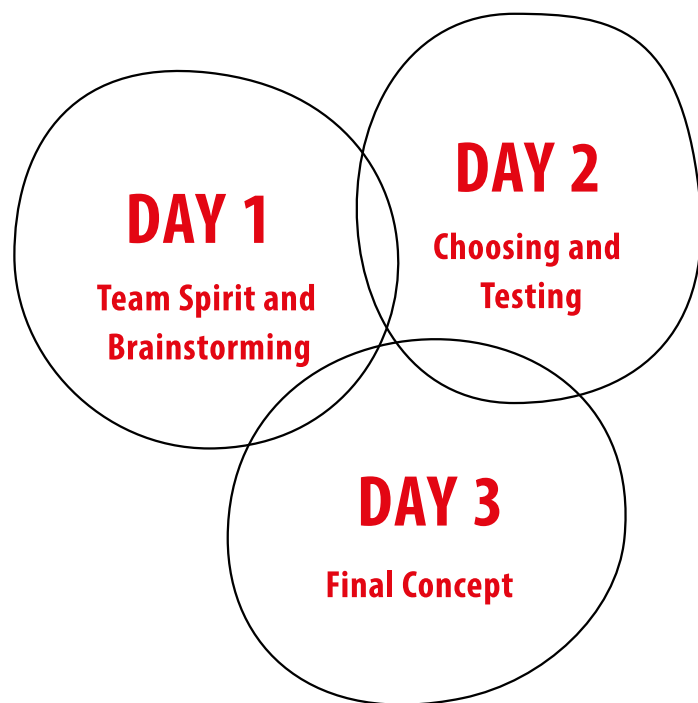 DAY 1
Team Spirit and
Brainstorming
DAY 2
Choosing and
Testing
DAY 3
Final Concept